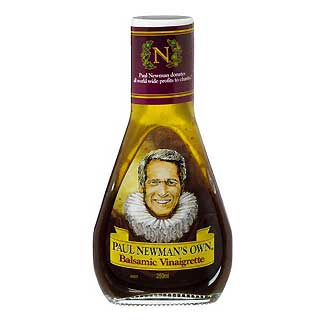 N
Paul Newman donates
all world wide profits to charity
PAUL NEWMAN'S OWN
Balsamic Vinaigrette
250ml